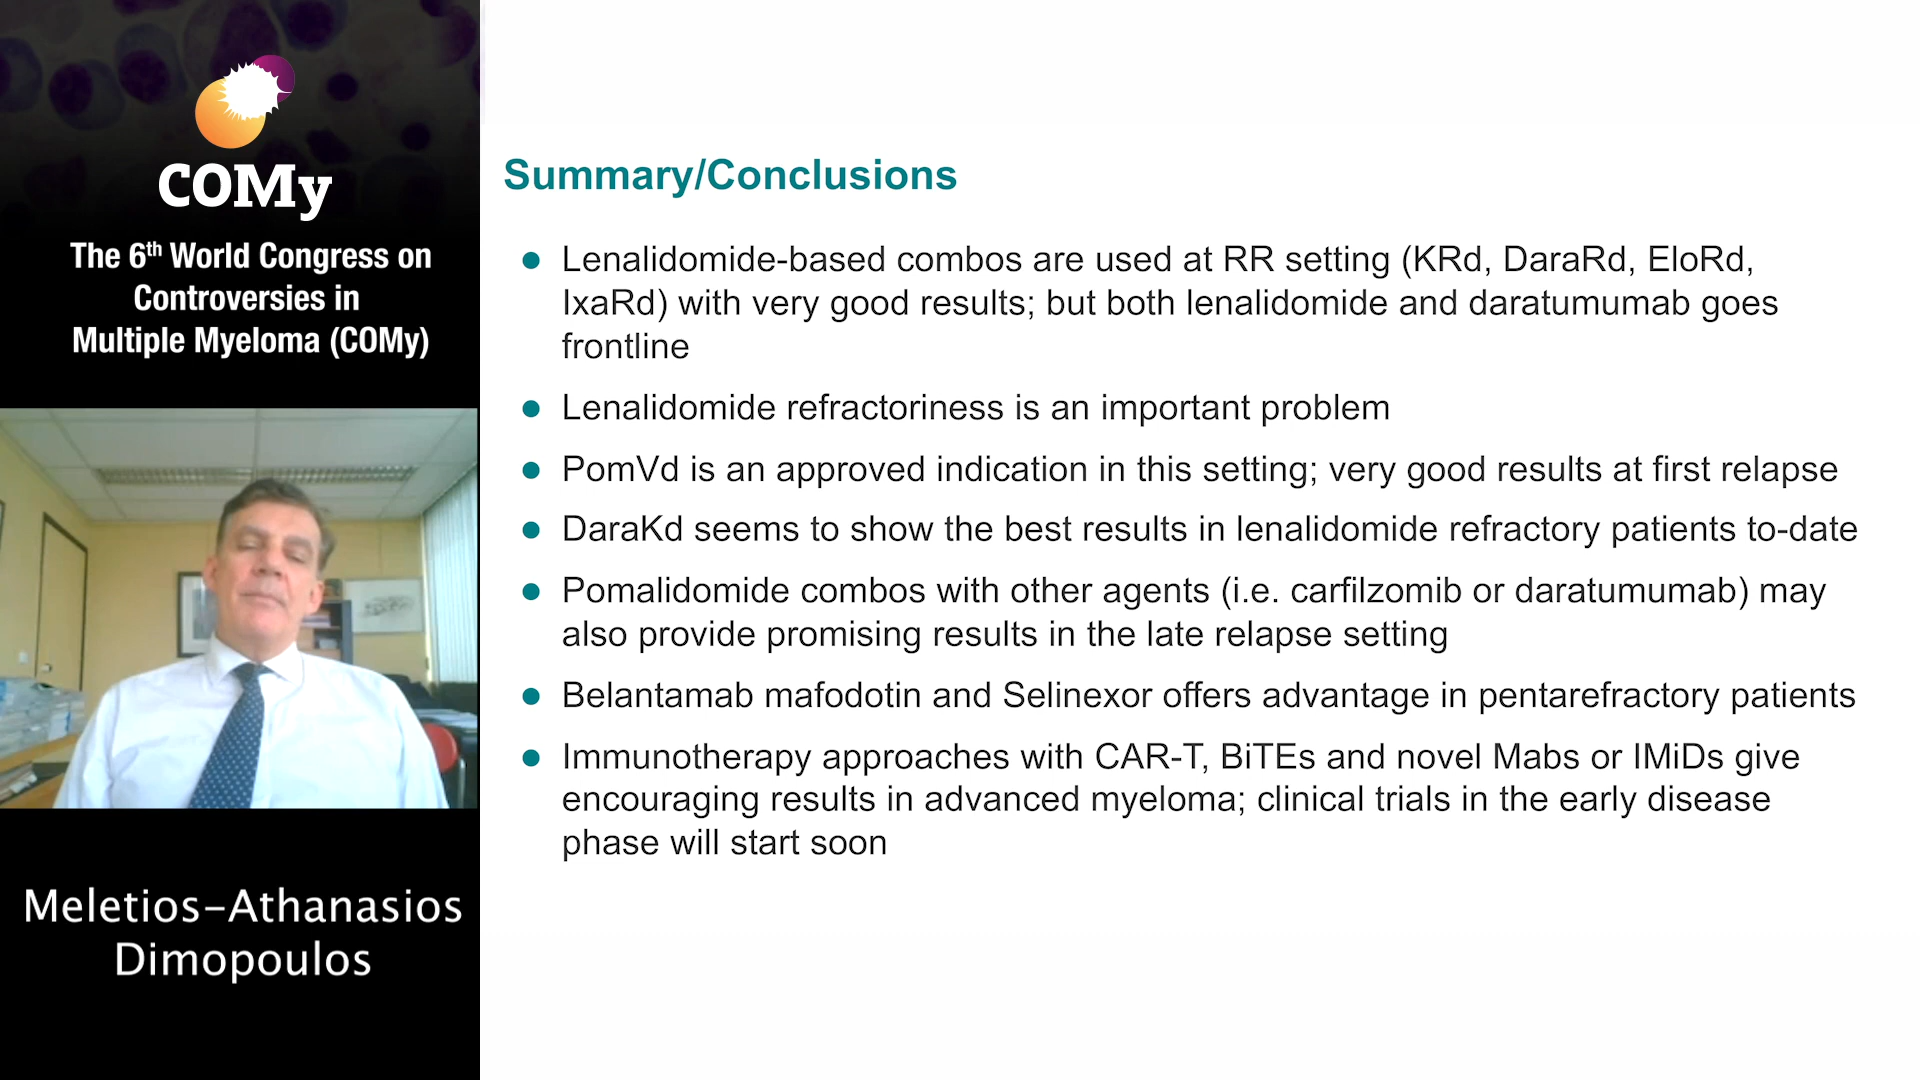 COMy
The 6th World Congress on
Controversies in
Multiple Myeloma (COMy)
Meletios-Athanasios
Dimopoulos
Summary/Conclusions
● Lenalidomide-based combos are used at RR setting (KRd, DaraRd, EloRd,
IxaRd) with very good results; but both lenalidomide and daratumumab goes
frontline
● Lenalidomide refractoriness is an important problem
● PomVd is an approved indication in this setting; very good results at first relapse
● DaraKd seems to show the best results in lenalidomide refractory patients to-date
● Pomalidomide combos with other agents (i.e. carfilzomib or daratumumab) may
also provide promising results in the late relapse setting
● Belantamab mafodotin and Selinexor offers advantage in pentarefractory patients
● Immunotherapy approaches with CAR-T, BiTEs and novel Mabs or IMiDs give
encouraging results in advanced myeloma; clinical trials in the early disease
phase will start soon